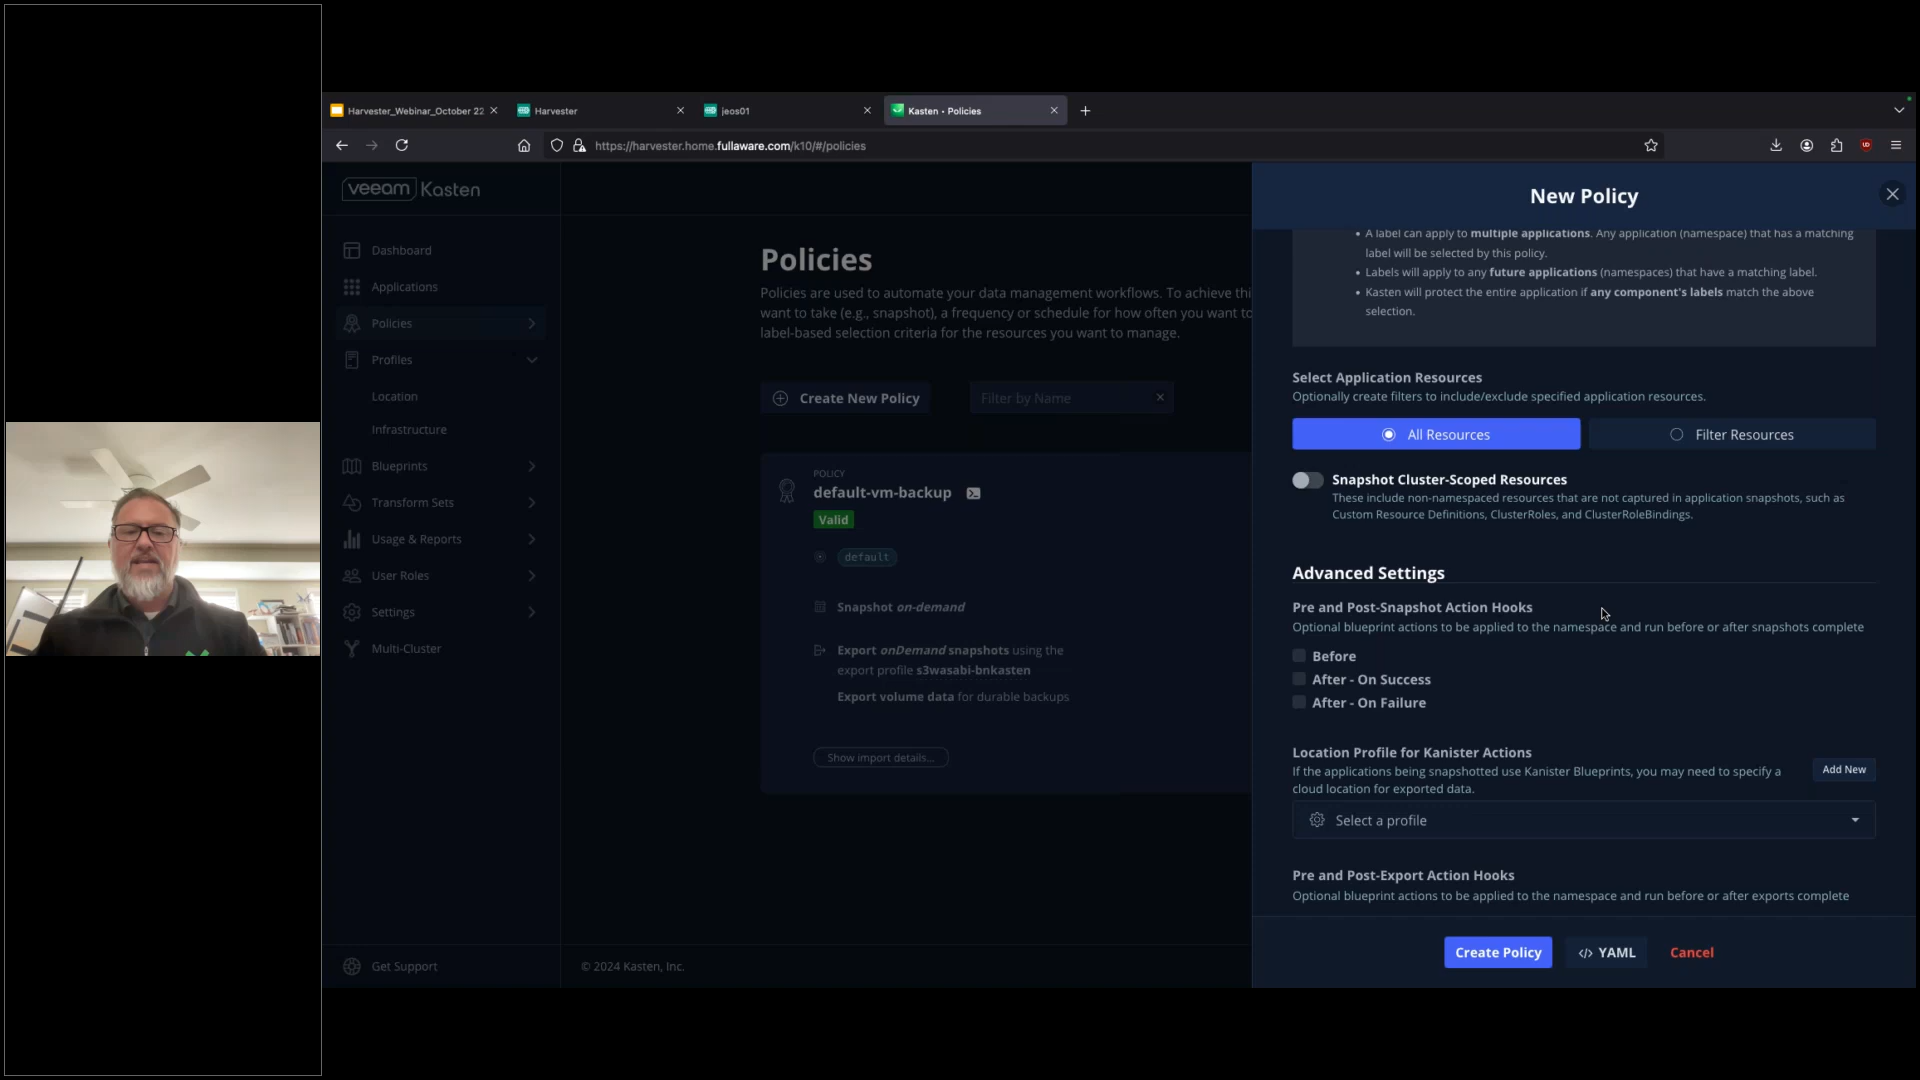 Harvester_Webinar_October 22
Harvester
jeos01
Kasten • Policies
https://harvester.home.fullaware.com/k10/#/policies
veeam Kasten
Dashboard
Applications
Policies
Profiles
Location
Infrastructure
Blueprints
Transform Sets
Usage & Reports
User Roles
Settings
Multi-Cluster
Get Support
Policies
Policies are used to automate your data management workflows. To achieve thi
want to take (e.g., snapshot), a frequency or schedule for how often you want to
label-based selection criteria for the resources you want to manage.
Create New Policy
Filter by Name
POLICY
default-vm-backup
Valid
default
Snapshot on-demand
Export onDemand snapshots using the
export profile s3wasabi-bnkasten
Export volume data for durable backups
Show import details...
© 2024 Kasten, Inc.
New Policy
• A label can apply to multiple applications. Any application (namespace) that has a matching
label will be selected by this policy.
• Labels will apply to any future applications (namespaces) that have a matching label.
• Kasten will protect the entire application if any component's labels match the above
selection.
Select Application Resources
Optionally create filters to include/exclude specified application resources.
All Resources
Filter Resources
Snapshot Cluster-Scoped Resources
These include non-namespaced resources that are not captured in application snapshots, such as
Custom Resource Definitions, ClusterRoles, and ClusterRoleBindings.
Advanced Settings
Pre and Post-Snapshot Action Hooks
Optional blueprint actions to be applied to the namespace and run before or after snapshots complete
Before
After - On Success
After - On Failure
Location Profile for Kanister Actions
If the applications being snapshotted use Kanister Blueprints, you may need to specify a
cloud location for exported data.
Add New
Select a profile
Pre and Post-Export Action Hooks
Optional blueprint actions to be applied to the namespace and run before or after exports complete
Create Policy
</> YAML
Cancel